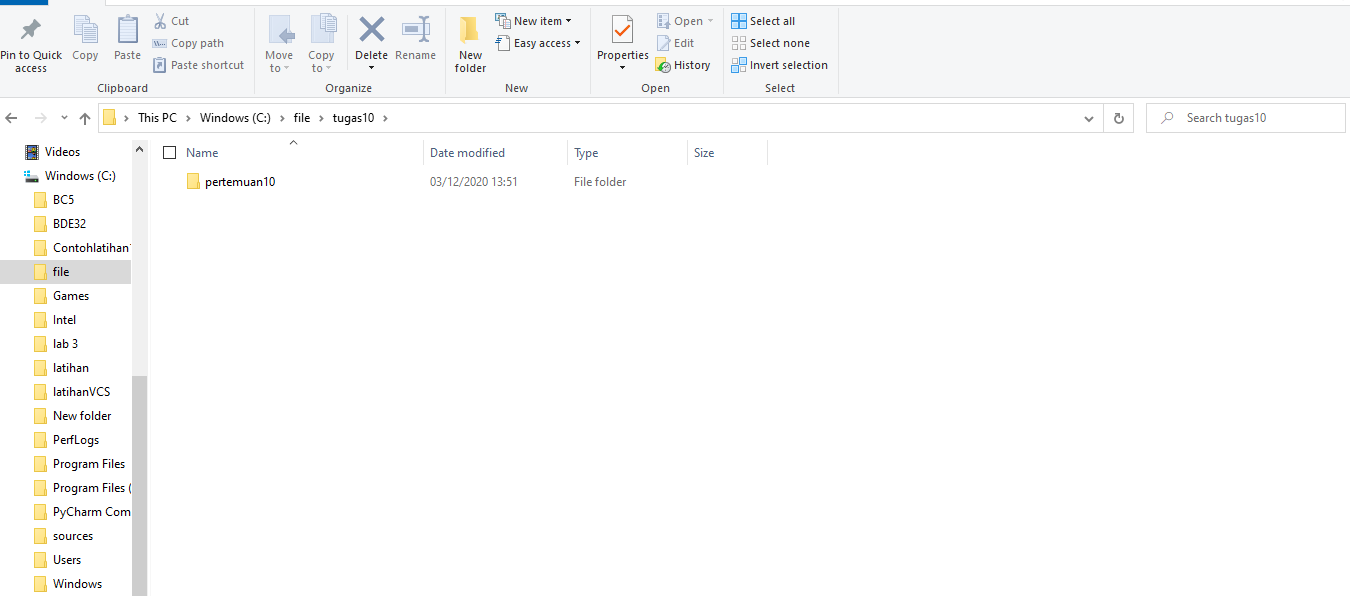 Pin to Quick access
Copy
Paste
Cut
Copy path
Paste shortcut
Clipboard
Move to
Copy to
Delete
Rename
Organize
New folder
New item
Easy access
New
Properties
Open
Edit
History
Open
Select all
Select none
Invert selection
Select
This PC > Windows (C:) > file > tugas10 >
Search tugas10
Name Date modified Type Size
pertemuan10 03/12/2020 13:51 File folder
Videos
Windows (C:)
BC5
BDE32
Contohlatihan
file
Games
Intel
lab 3
latihan
latihanVCS
New folder
PerfLogs
Program Files
Program Files (
PyCharm Com
sources
Users
Windows